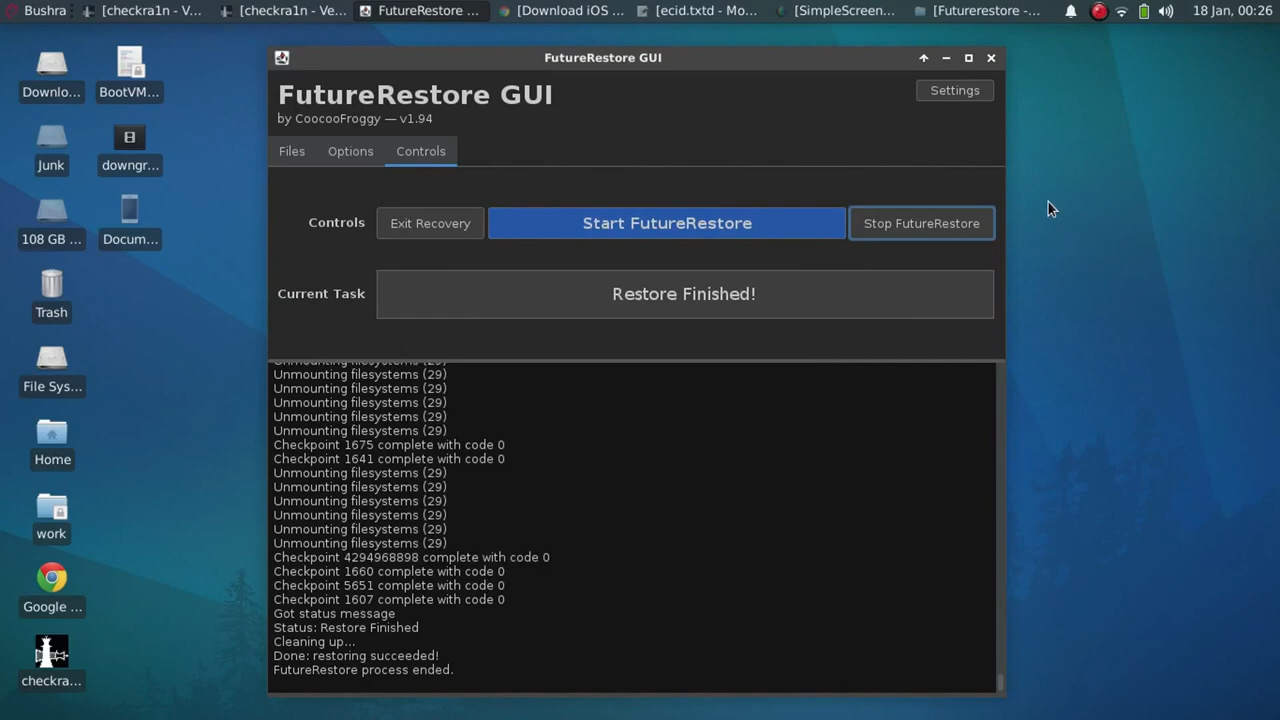 Bushra
[checkra1n - V...
[checkra1n - Ve...
FutureRestore ...
[Download iOS ...
[ecid.txtd - Mo...
[SimpleScreen...
[Futurerestore -...
18 Jan, 00:26
Downlo...
BootVM...
Junk
downgr...
108 GB ...
Docum...
Trash
File Sys...
Home
work
Google ...
checkra...
FutureRestore GUI
FutureRestore GUI
Settings
by CoocooFroggy — v1.94
Files
Options
Controls
Controls
Exit Recovery
Start FutureRestore
Stop FutureRestore
Current Task
Restore Finished!
Unmounting filesystems (29)
Unmounting filesystems (29)
Unmounting filesystems (29)
Unmounting filesystems (29)
Unmounting filesystems (29)
Unmounting filesystems (29)
Checkpoint 1675 complete with code 0
Checkpoint 1641 complete with code 0
Unmounting filesystems (29)
Unmounting filesystems (29)
Unmounting filesystems (29)
Unmounting filesystems (29)
Unmounting filesystems (29)
Unmounting filesystems (29)
Checkpoint 4294968898 complete with code 0
Checkpoint 1660 complete with code 0
Checkpoint 5651 complete with code 0
Checkpoint 1607 complete with code 0
Got status message
Status: Restore Finished
Cleaning up...
Done: restoring succeeded!
FutureRestore process ended.